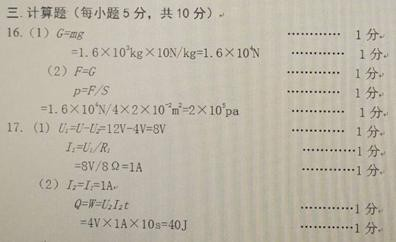 三.计算题（每小题5分，共10分）
16.（1）G=mg ………… 1分
=1.6×10³kg×10N/kg=1.6×10⁴N ………… 1分
（2）F=G ………… 1分
p=F/S ………… 1分
=1.6×10⁴N/4×2×10⁻²m²=2×10⁵pa ………… 1分
17.（1）U₁=U-U₂=12V-4V=8V ………… 1分
I₁=U₁/R₁ …………1分
=8V/8Ω=1A …………1分
（2）I₂=I₁=1A
Q=W=U₂I₂t …………1分
=4V×1A×10s=40J …………1分